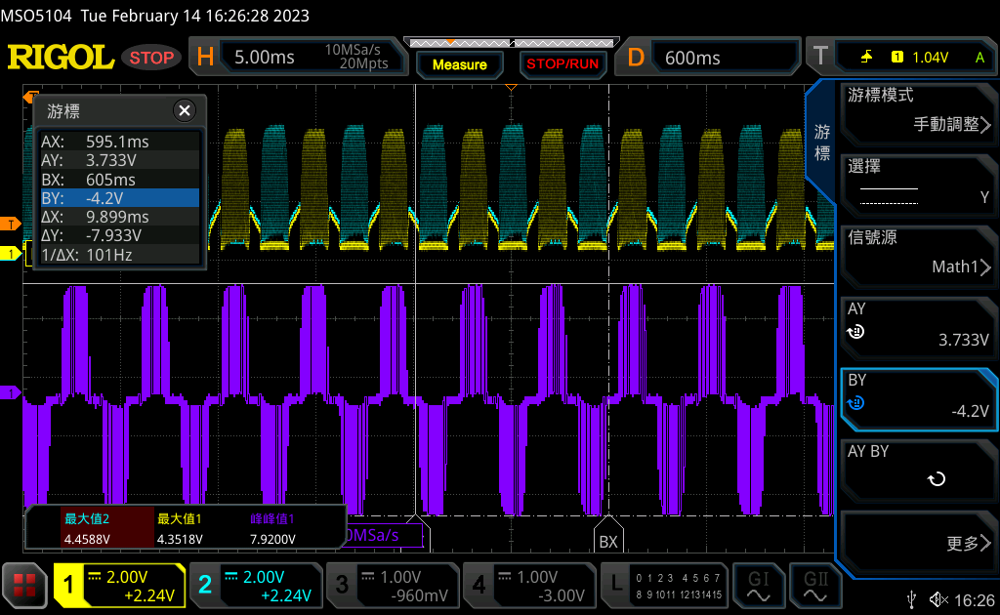 MSO5104 Tue February 14 16:26:28 2023
RIGOL STOP H 5.00ms 10MSa/s 20Mpts Measure STOP/RUN D 600ms T 1 1.04V A
T
游標
AX: 595.1ms
AY: 3.733V
BX: 605ms
BY: -4.2V
ΔX: 9.899ms
ΔY: -7.933V
1/ΔX: 101Hz
T
1
1
最大值2 最大值1 峰峰值1
4.4588V 4.3518V 7.9200V
0MSa/s
BX
游標
游標模式
手動調整
選擇
Y
信號源
Math1
AY
3.733V
BY
-4.2V
AY BY
更多
1 2.00V +2.24V
2 2.00V +2.24V
3 1.00V -960mV
4 1.00V -3.00V
L 0 1 2 3 4 5 6 7
8 9 10 11 12 13 14 15
GI
GII
16:26